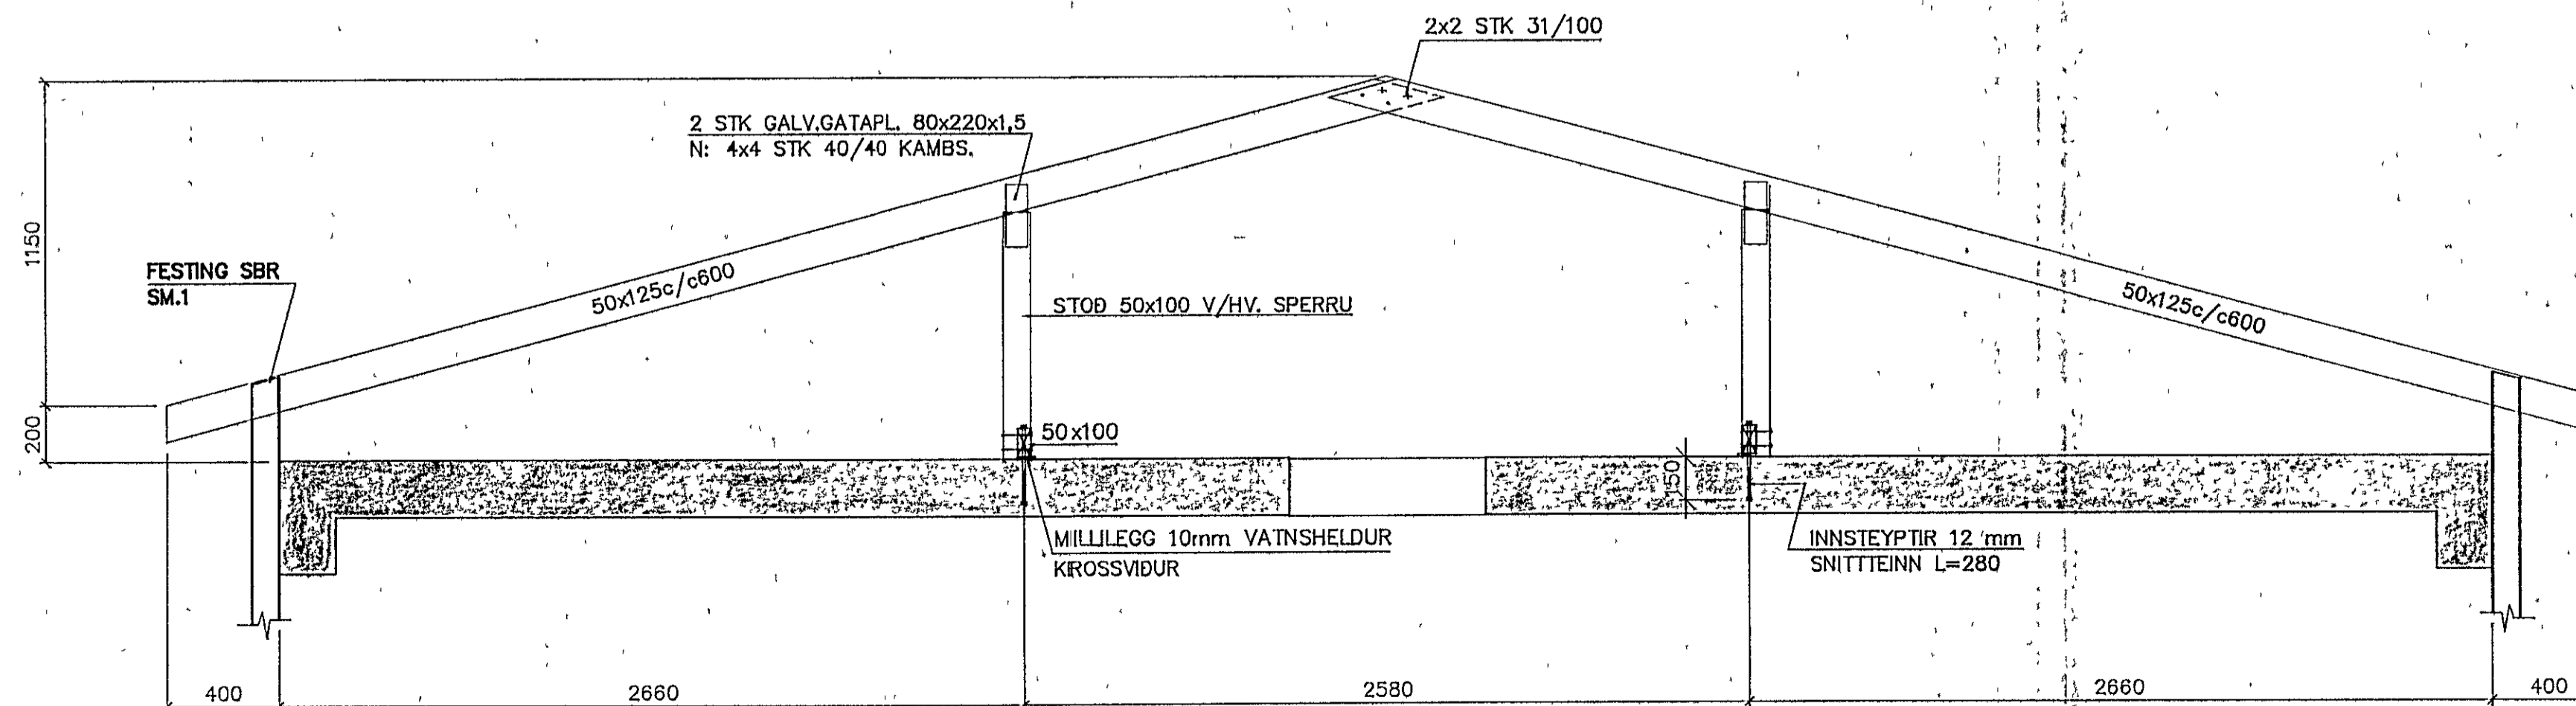 2x2 STK 31/100
2 STK GALV.GATAPL. 80x220x1,5
N: 4x4 STK 40/40 KAMBS.
1150
FESTING SBR
SM.1
50x125c/c600
50x125c/c600
STOÐ 50x100 V/HV. SPERRU
200
50x100
150
MILLILEGG 10mm VATNSHELDUR
KROSSVIÐUR
INNSTEYPTIR 12 mm
SNITTTEINN L=280
400
2660
2580
2660
400